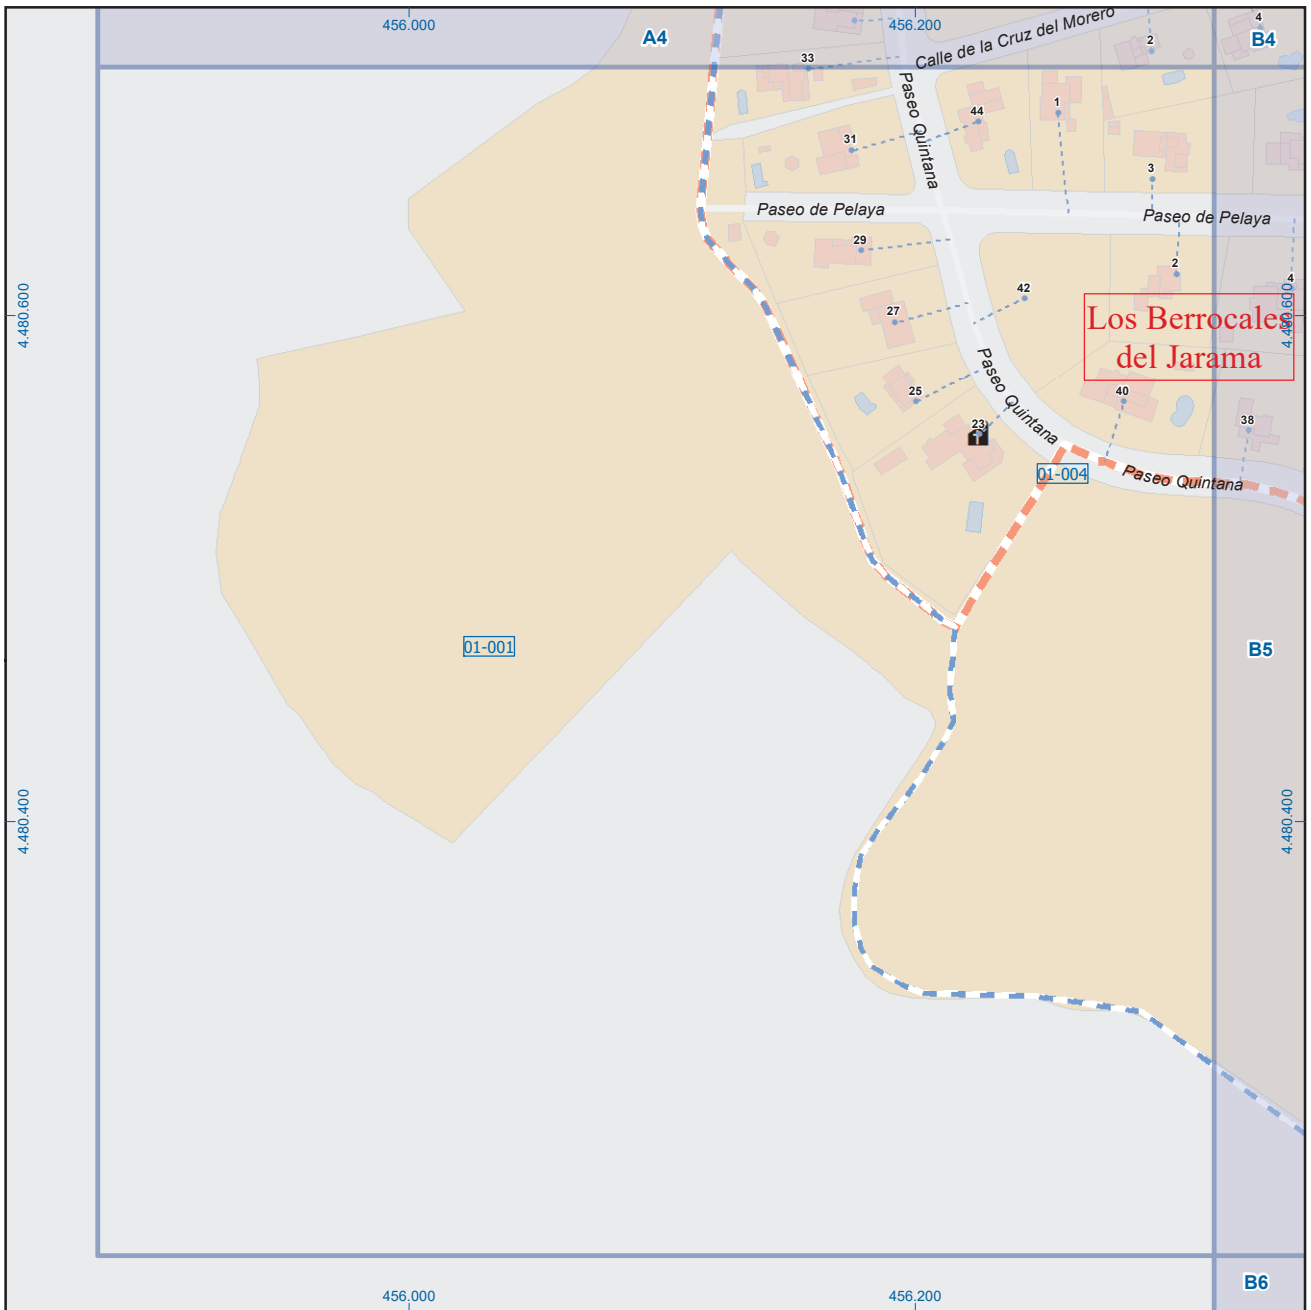 456.000
456.200
A4
B4
4
2
Calle de la Cruz del Morero
33
Paseo Quintana
44
1
31
3
Paseo de Pelaya
Paseo de Pelaya
29
2
4
42
27
4.480.600
4.480.600
Los Berrocales
del Jarama
Paseo Quintana
25
40
23
38
01-004
Paseo Quintana
01-001
B5
4.480.400
4.480.400
B6
456.000
456.200